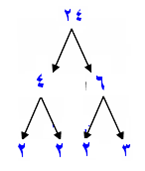 ٢٤
٤ ٦
٢ ٢ ٢ ٣